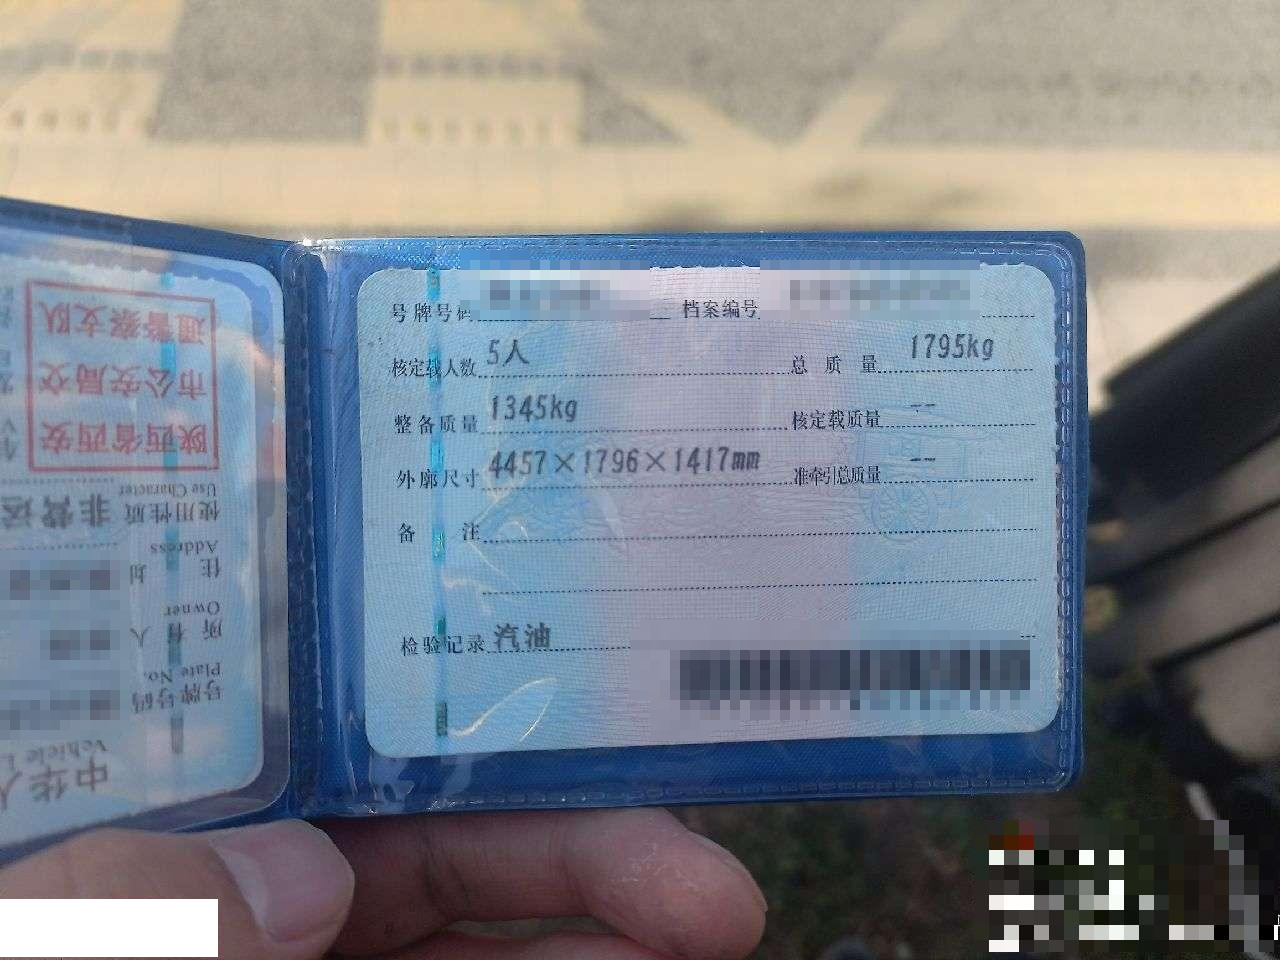 号牌号码 档案编号
核定载人数 5人 总质量 1795kg
整备质量 1345kg 核定载质量 --
外廓尺寸 4457×1796×1417mm 准牵引总质量 --
备注
检验记录 汽油
中华人
Vehicle L
号牌号码
Plate No.
所有人
Owner
住址
Address
使用性质 非营运
Use Character
陕西省西安
市公安局交
通警察支队